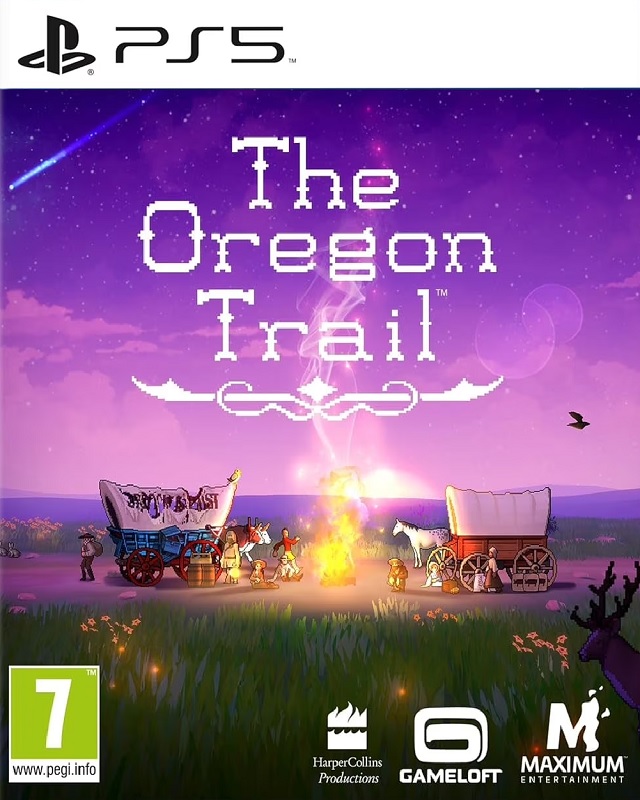 PS5
The
Oregon
Trail™
7
www.pegi.info
HarperCollins
Productions
GAMELOFT
MAXIMUM
ENTERTAINMENT